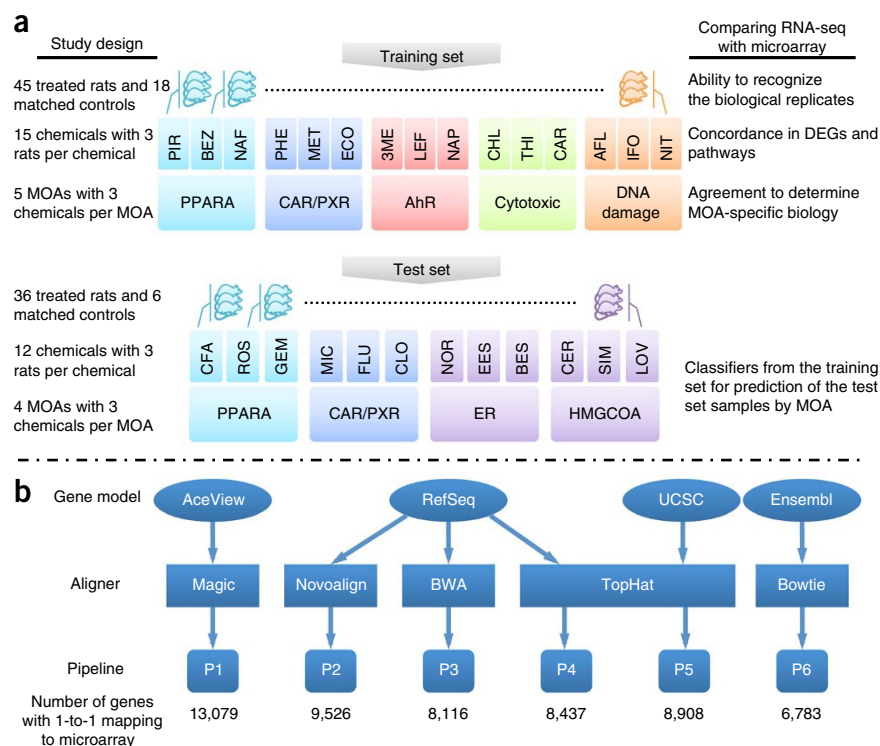 a
Study design
Training set
Comparing RNA-seq
with microarray
45 treated rats and 18
matched controls
Ability to recognize
the biological replicates
15 chemicals with 3
rats per chemical
PIR BEZ NAF PHE MET ECO 3ME LEF NAP CHL THI CAR AFL IFO NIT
Concordance in DEGs and
pathways
5 MOAs with 3
chemicals per MOA
PPARA CAR/PXR AhR Cytotoxic DNA
damage
Agreement to determine
MOA-specific biology
Test set
36 treated rats and 6
matched controls
12 chemicals with 3
rats per chemical
CFA ROS GEM MIC FLU CLO NOR EES BES CER SIM LOV
4 MOAs with 3
chemicals per MOA
PPARA CAR/PXR ER HMGCOA
Classifiers from the training
set for prediction of the test
set samples by MOA
b
Gene model AceView RefSeq UCSC Ensembl
Aligner Magic Novoalign BWA TopHat Bowtie
Pipeline P1 P2 P3 P4 P5 P6
Number of genes
with 1-to-1 mapping
to microarray
13,079 9,526 8,116 8,437 8,908 6,783